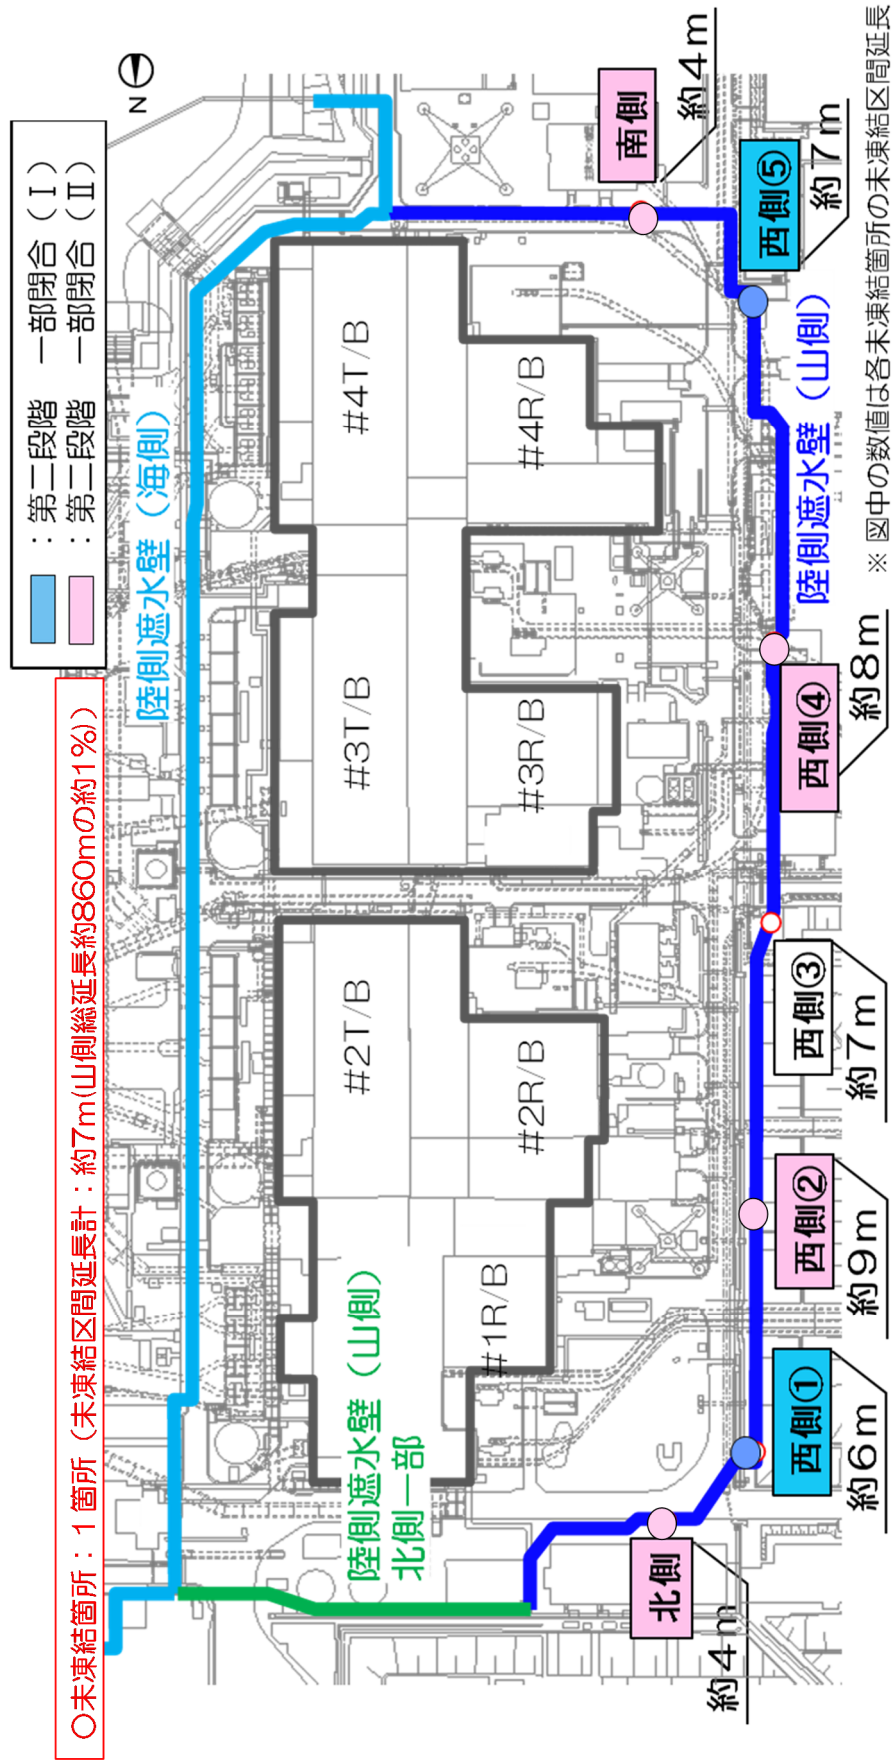 ：第二段階　一部閉合（Ⅰ）
：第二段階　一部閉合（Ⅱ）
〇未凍結箇所：１箇所（未凍結区間延長計：約7m(山側総延長約860mの約1%)）
N
陸側遮水壁（海側）
#4T/B
#3T/B
#2T/B
#4R/B
#3R/B
#2R/B
#1R/B
陸側遮水壁（山側）
北側一部
陸側遮水壁（山側）
北側
約4m
西側①
約6m
西側②
約9m
西側③
約7m
西側④
約8m
西側⑤
約7m
南側
約4m
※ 図中の数値は各未凍結箇所の未凍結区間延長